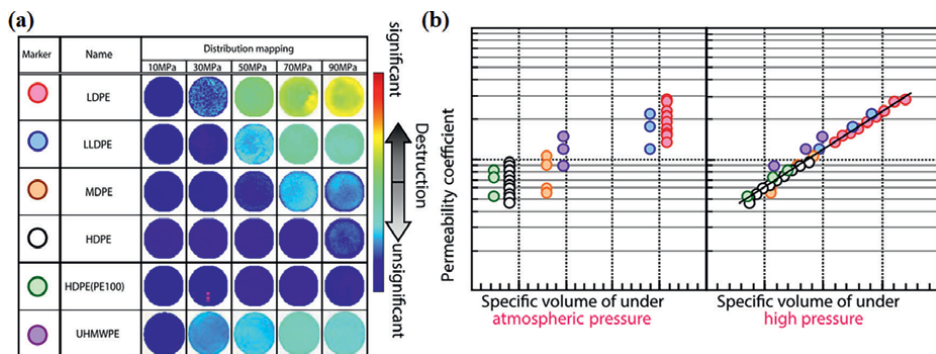 (a)
Marker Name Distribution mapping
10MPa 30MPa 50MPa 70MPa 90MPa
LDPE
LLDPE
MDPE
HDPE
HDPE(PE100)
UHMWPE
significant
Destruction
unsignificant
(b)
Permeability coefficient
Specific volume of under
atmospheric pressure
Specific volume of under
high pressure